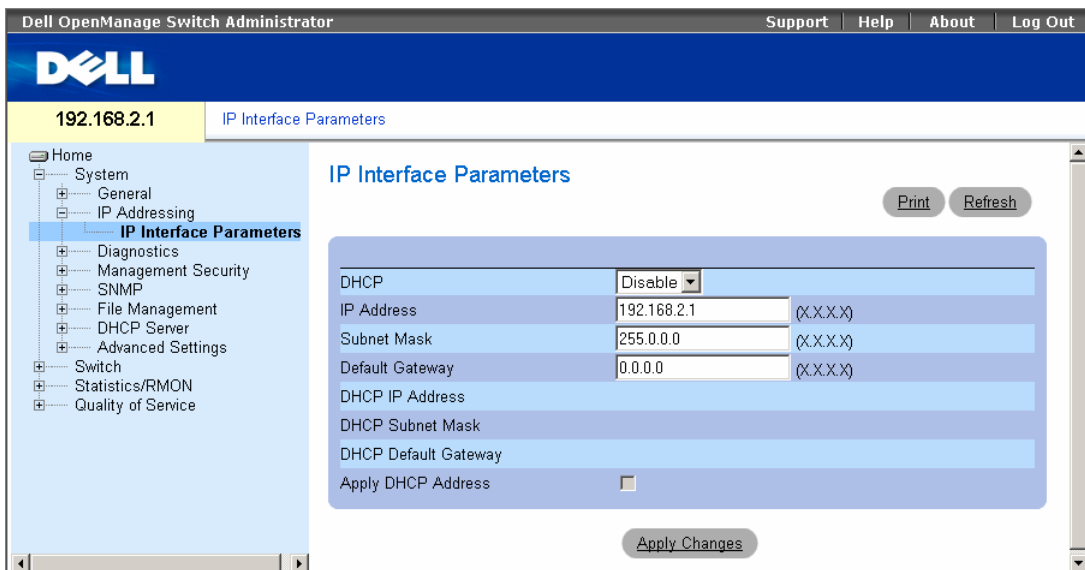 Dell OpenManage Switch Administrator Support Help About Log Out
DELL
192.168.2.1 IP Interface Parameters
Home
System
General
IP Addressing
IP Interface Parameters
Diagnostics
Management Security
SNMP
File Management
DHCP Server
Advanced Settings
Switch
Statistics/RMON
Quality of Service
IP Interface Parameters
Print Refresh
DHCP Disable
IP Address 192.168.2.1 (X.X.X.X)
Subnet Mask 255.0.0.0 (X.X.X.X)
Default Gateway 0.0.0.0 (X.X.X.X)
DHCP IP Address
DHCP Subnet Mask
DHCP Default Gateway
Apply DHCP Address
Apply Changes